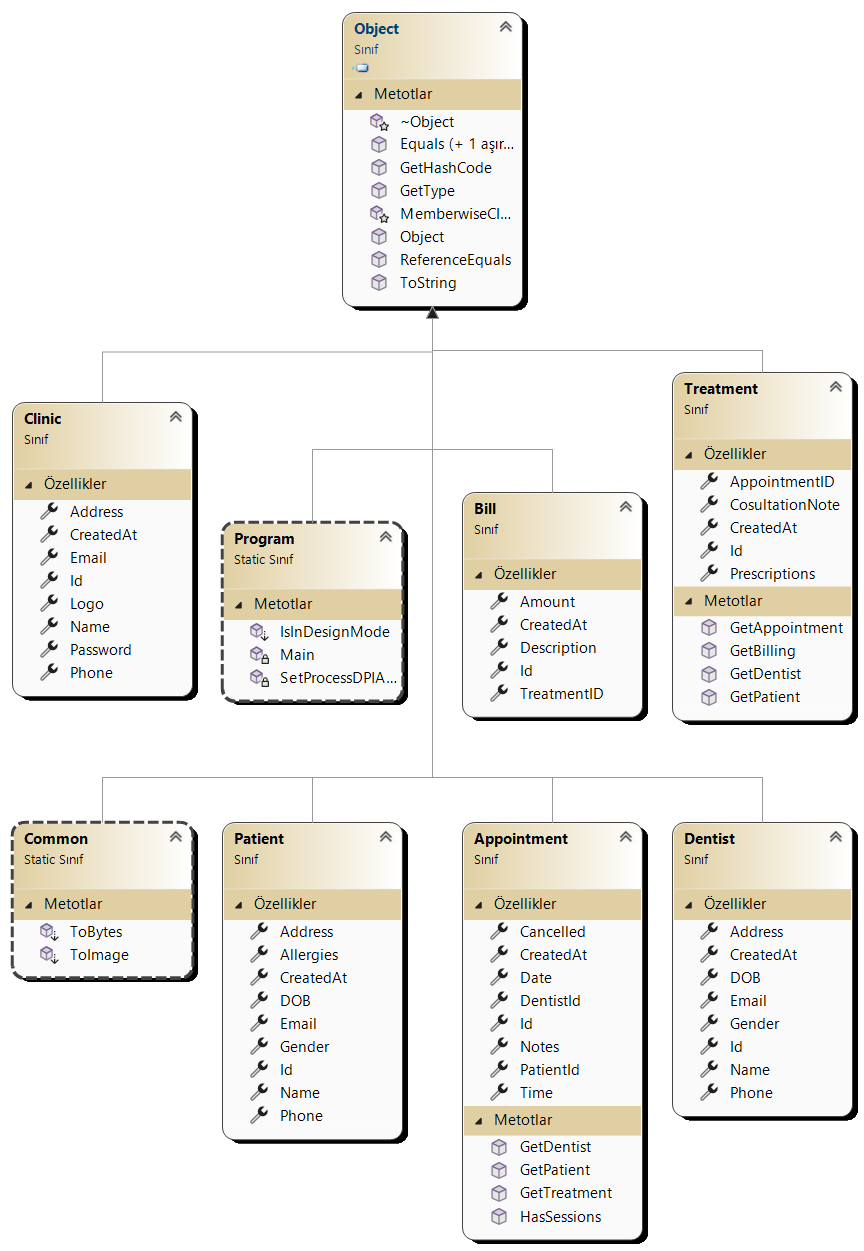 Object
Sınıf
Metotlar
~Object
Equals (+ 1 aşır...
GetHashCode
GetType
MemberwiseCl...
Object
ReferenceEquals
ToString
Clinic
Sınıf
Özellikler
Address
CreatedAt
Email
Id
Logo
Name
Password
Phone
Program
Static Sınıf
Metotlar
IsInDesignMode
Main
SetProcessDPIA...
Bill
Sınıf
Özellikler
Amount
CreatedAt
Description
Id
TreatmentID
Treatment
Sınıf
Özellikler
AppointmentID
CosultationNote
CreatedAt
Id
Prescriptions
Metotlar
GetAppointment
GetBilling
GetDentist
GetPatient
Common
Static Sınıf
Metotlar
ToBytes
ToImage
Patient
Sınıf
Özellikler
Address
Allergies
CreatedAt
DOB
Email
Gender
Id
Name
Phone
Appointment
Sınıf
Özellikler
Cancelled
CreatedAt
Date
DentistId
Id
Notes
PatientId
Time
Metotlar
GetDentist
GetPatient
GetTreatment
HasSessions
Dentist
Sınıf
Özellikler
Address
CreatedAt
DOB
Email
Gender
Id
Name
Phone